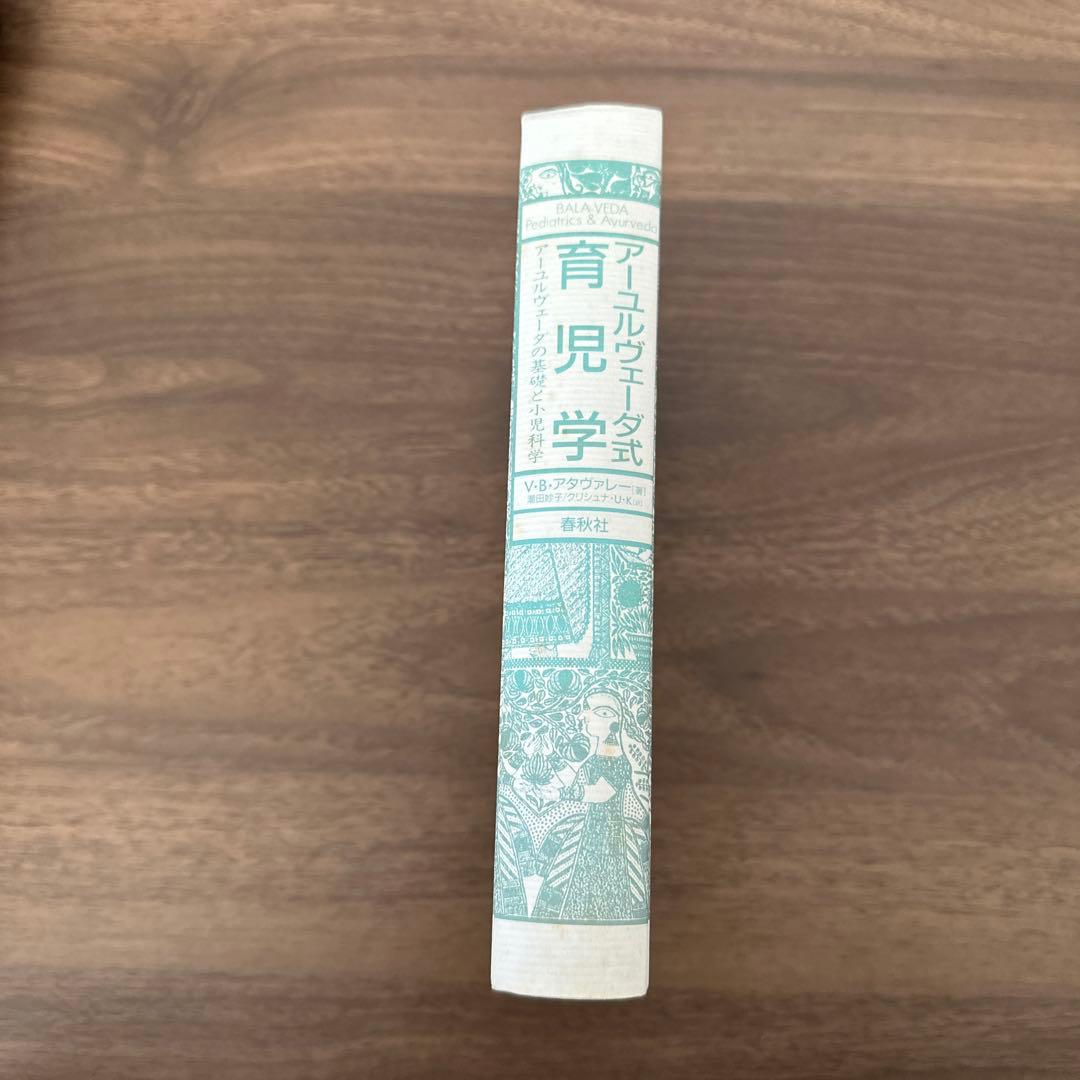 BALA-VEDA
Pediatrics & Ayurveda
アーユルヴェーダ式
育児学
アーユルヴェーダの基礎と小児科学
V・B・アタヴァレー[著]
潮田妙子/クリシュナ・U・K[訳]
春秋社